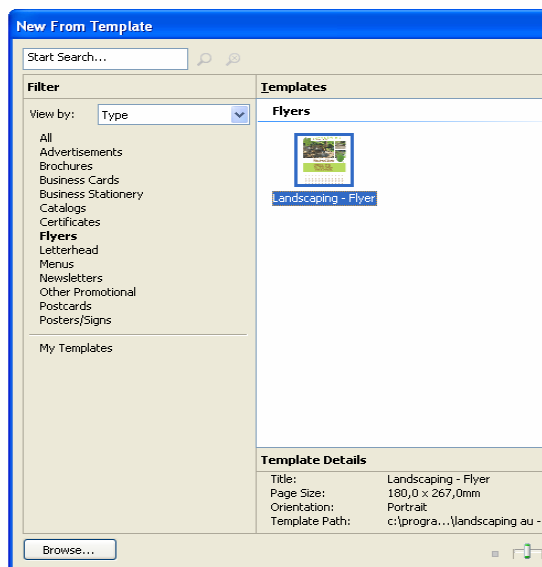 New From Template
Start Search...
Filter
View by: Type
All
Advertisements
Brochures
Business Cards
Business Stationery
Catalogs
Certificates
Flyers
Letterhead
Menus
Newsletters
Other Promotional
Postcards
Posters/Signs
My Templates
Templates
Flyers
Landscaping - Flyer
Template Details
Title: Landscaping - Flyer
Page Size: 180,0 x 267,0mm
Orientation: Portrait
Template Path: c:\progra...\landscaping au -
Browse...